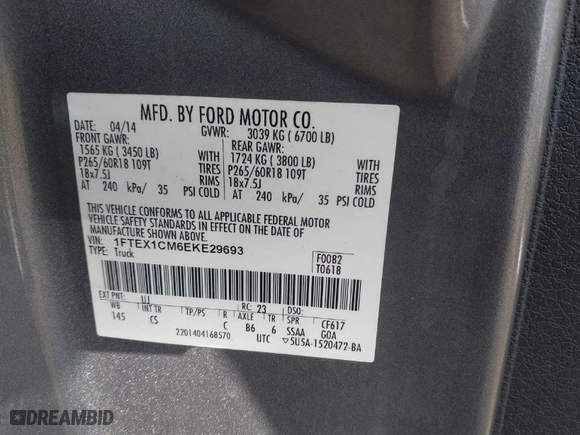 MFD. BY FORD MOTOR CO.
DATE: 04/14 GVWR: 3039 KG ( 6700 LB)
FRONT GAWR: REAR GAWR:
1565 KG ( 3450 LB) WITH 1724 KG ( 3800 LB) WITH
P265/60R18 109T TIRES P265/60R18 109T TIRES
18x7.5J RIMS 18x7.5J RIMS
AT 240 kPa/ 35 PSI COLD AT 240 kPa/ 35 PSI COLD
THIS VEHICLE CONFORMS TO ALL APPLICABLE FEDERAL MOTOR
VEHICLE SAFETY STANDARDS IN EFFECT ON THE DATE OF
MANUFACTURE SHOWN ABOVE.
VIN: 1FTEX1CM6EKE29693 F0082
TYPE: Truck T0618
EXT PNT: UJ RC: 23 DSO:
WB INT TR TP/PS R AXLE TR SPR CF617
145 CS C B6 6 SSAA GOA
2201404168570 UTC ▽5U5A-1520472-BA
DREAMBID